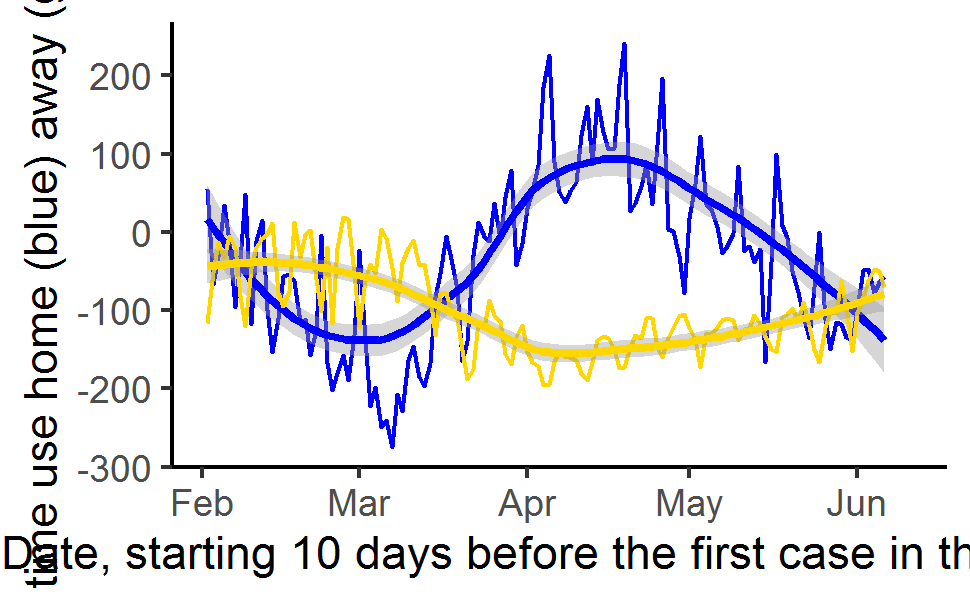 time use home (blue) away (
200
100
0
-100
-200
-300
Feb Mar Apr May Jun
Date, starting 10 days before the first case in th